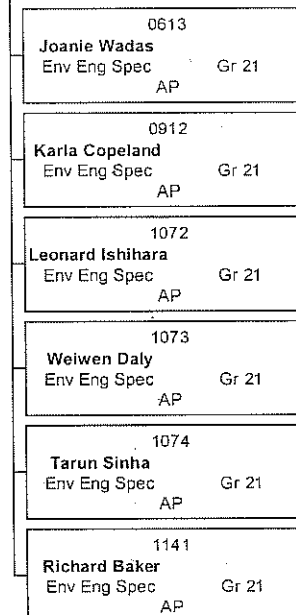 0613
Joanie Wadas
Env Eng Spec Gr 21
AP
0912
Karla Copeland
Env Eng Spec Gr 21
AP
1072
Leonard Ishihara
Env Eng Spec Gr 21
AP
1073
Weiwen Daly
Env Eng Spec Gr 21
AP
1074
Tarun Sinha
Env Eng Spec Gr 21
AP
1141
Richard Baker
Env Eng Spec Gr 21
AP